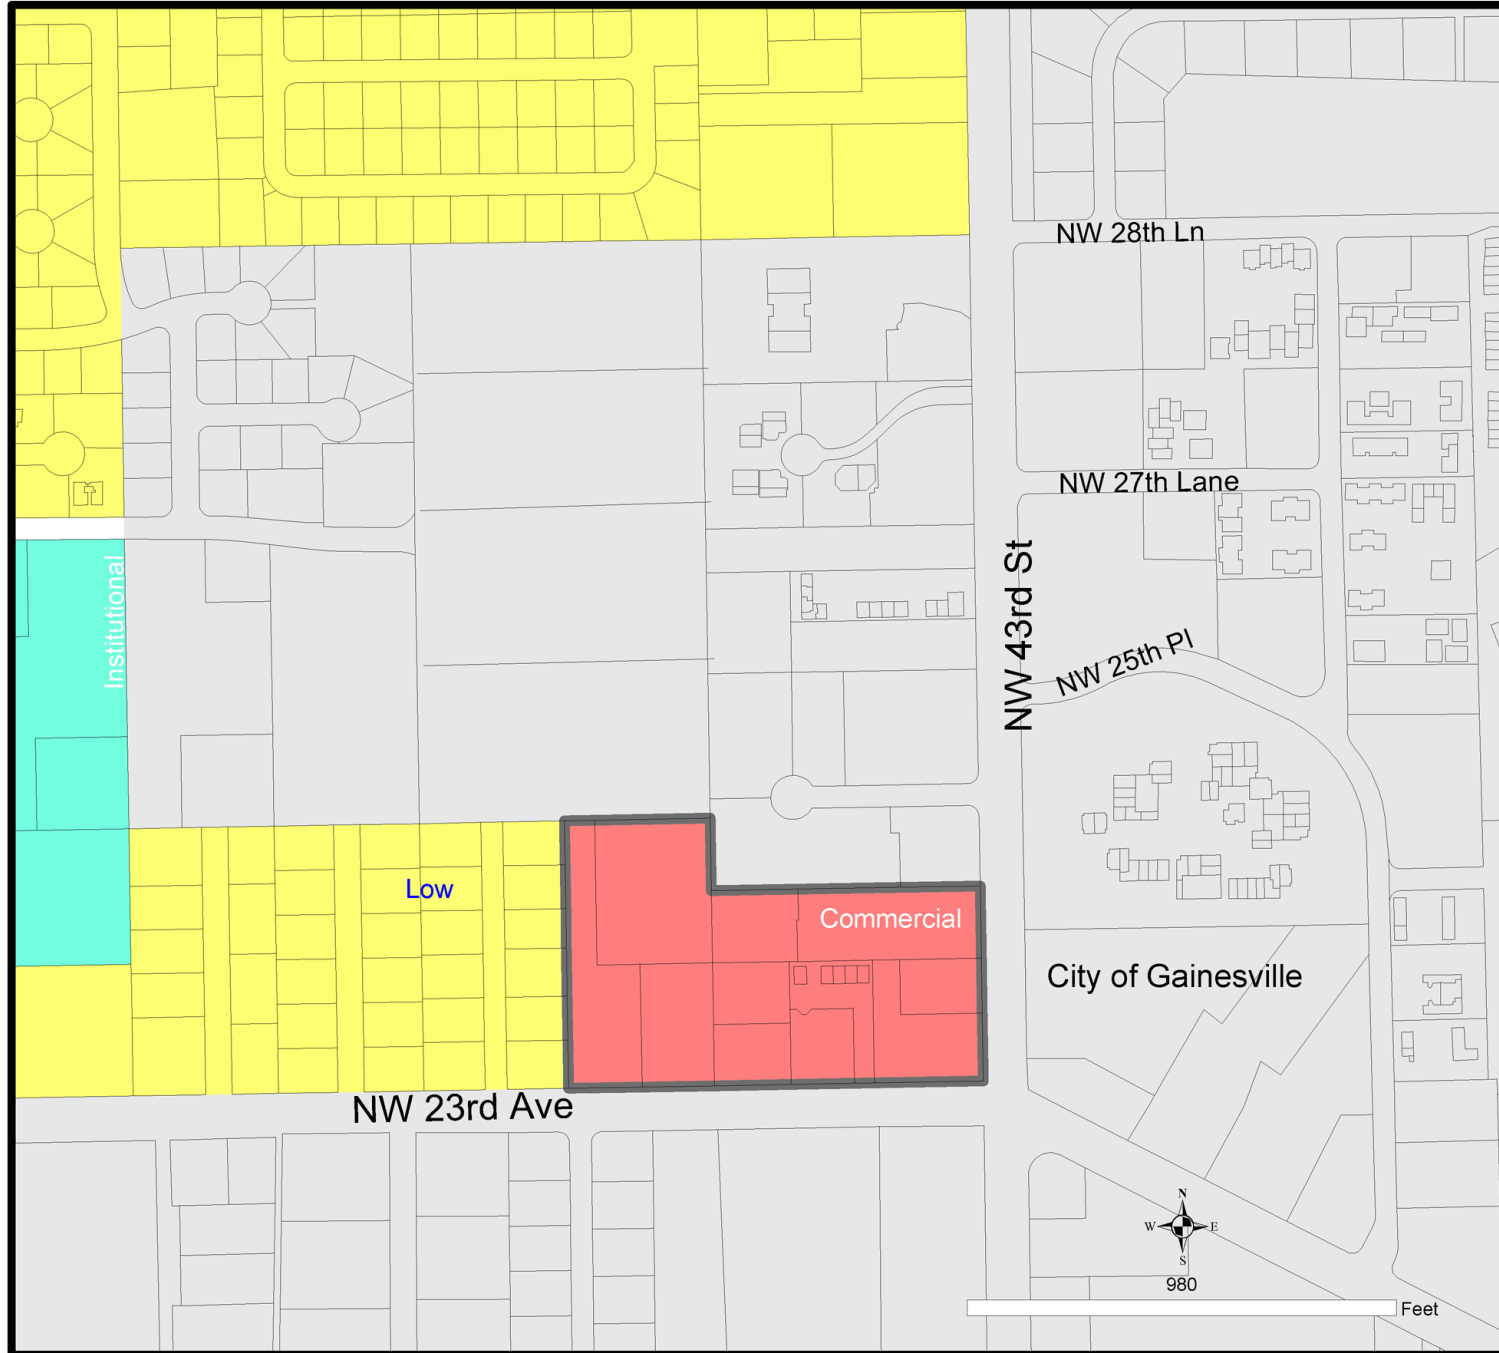 NW 28th Ln
NW 27th Lane
Institutional
NW 43rd St
NW 25th Pl
Low
Commercial
City of Gainesville
NW 23rd Ave
N
W E
S
980
Feet